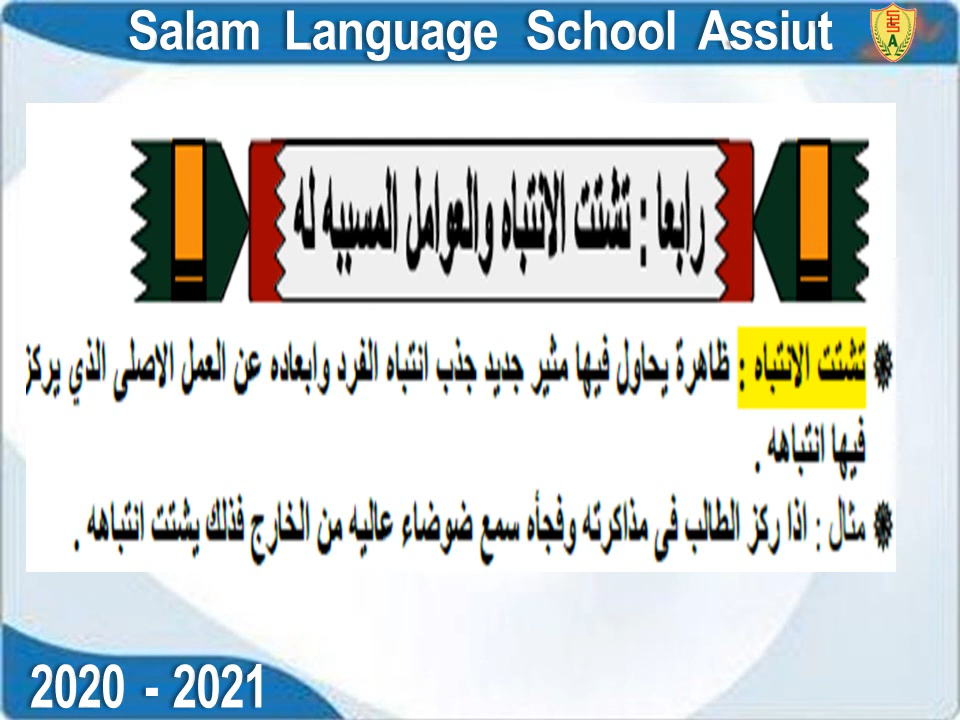 Salam Language School Assiut
رابعا : تشتت الانتباه والعوامل المسببه له
تشتت الانتباه : ظاهرة يحاول فيها مثير جديد جذب انتباه الفرد وابعاده عن العمل الاصلى الذي يركز
فيها انتباهه .
مثال : اذا ركز الطالب فى مذاكرته وفجأه سمع ضوضاء عاليه من الخارج فذلك يشتت انتباهه .
2020 - 2021